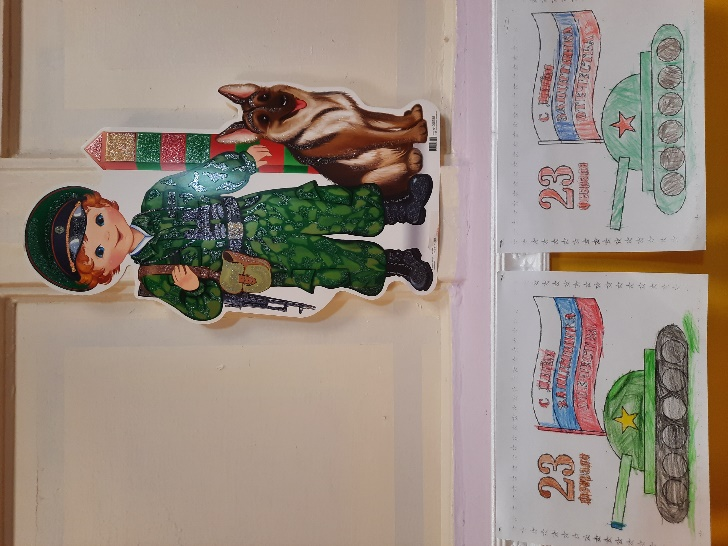 23
февраля
С Днём
ЗАЩИТНИКА
ОТЕЧЕСТВА
23
февраля
С Днём
ЗАЩИТНИКА
ОТЕЧЕСТВА